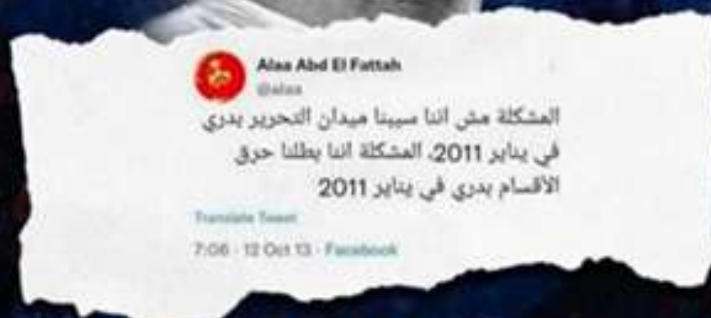 Alaa Abd El Fattah
@alaa
المشكلة مش اننا سيبنا ميدان التحرير بدري
في يناير 2011، المشكلة اننا بطلنا حرق
الأقسام بدري في يناير 2011
Translate Tweet
7:06 · 12 Oct 13 · Facebook